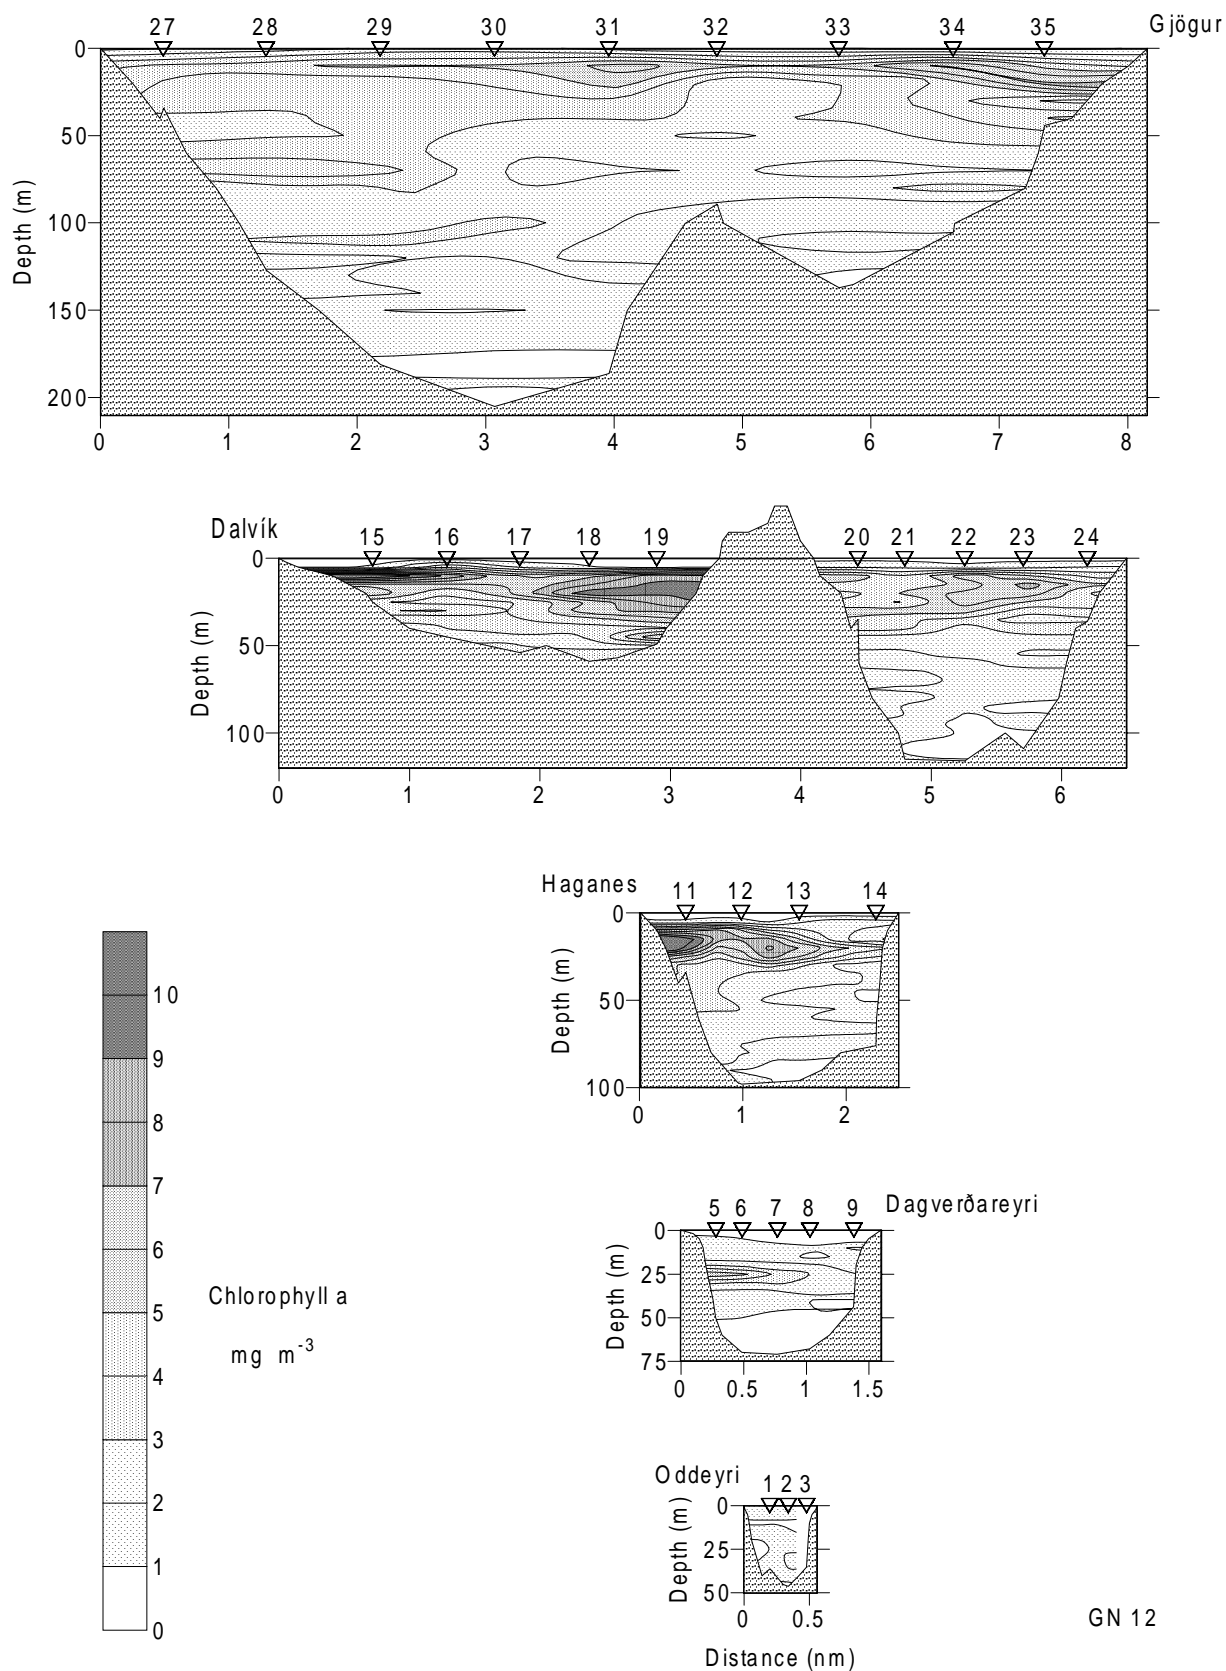 27 28 29 30 31 32 33 34 35 Gjögur
0
50
100
150
200
Depth (m)
0 1 2 3 4 5 6 7 8
Dalvík 15 16 17 18 19 20 21 22 23 24
0
50
100
Depth (m)
0 1 2 3 4 5 6
Haganes 11 12 13 14
0
50
100
Depth (m)
0 1 2
10
9
8
7
6
5
4
3
2
1
0
Chlorophyll a
mg m-3
5 6 7 8 9 Dagverðareyri
0
25
50
75
Depth (m)
0 0.5 1 1.5
Oddeyri 1 2 3
0
25
50
Depth (m)
0 0.5
Distance (nm)
GN 12